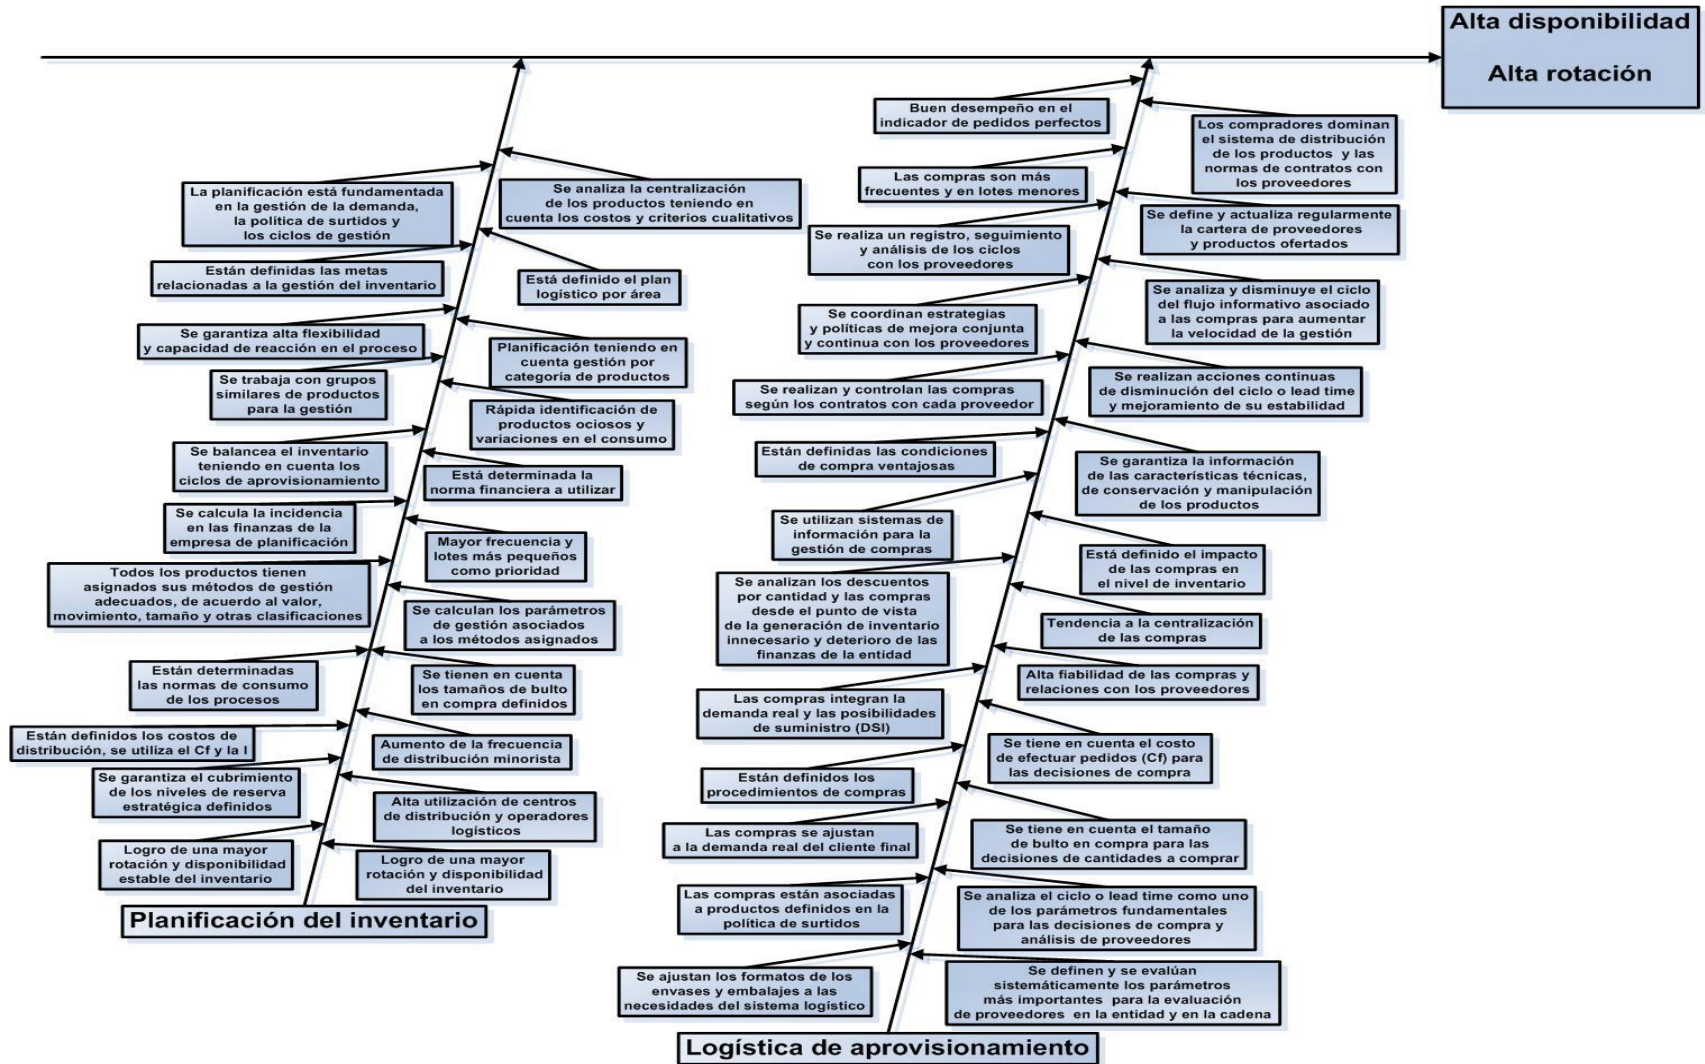 Alta disponibilidad
Alta rotación
La planificación está fundamentada
en la gestión de la demanda,
la política de surtidos y
los ciclos de gestión
Están definidas las metas
relacionadas a la gestión del inventario
Se garantiza alta flexibilidad
y capacidad de reacción en el proceso
Se trabaja con grupos
similares de productos
para la gestión
Se balancea el inventario
teniendo en cuenta los
ciclos de aprovisionamiento
Se calcula la incidencia
en las finanzas de la
empresa de planificación
Todos los productos tienen
asignados sus métodos de gestión
adecuados, de acuerdo al valor,
movimiento, tamaño y otras clasificaciones
Están determinadas
las normas de consumo
de los procesos
Están definidos los costos de
distribución, se utiliza el Cf y la I
Se garantiza el cubrimiento
de los niveles de reserva
estratégica definidos
Logro de una mayor
rotación y disponibilidad
estable del inventario
Se analiza la centralización
de los productos teniendo en
cuenta los costos y criterios cualitativos
Está definido el plan
logístico por área
Planificación teniendo en
cuenta gestión por
categoría de productos
Rápida identificación de
productos ociosos y
variaciones en el consumo
Está determinada la
norma financiera a utilizar
Mayor frecuencia y
lotes más pequeños
como prioridad
Se calculan los parámetros
de gestión asociados
a los métodos asignados
Se tienen en cuenta
los tamaños de bulto
en compra definidos
Aumento de la frecuencia
de distribución minorista
Alta utilización de centros
de distribución y operadores
logísticos
Logro de una mayor
rotación y disponibilidad
del inventario
Planificación del inventario
Buen desempeño en el
indicador de pedidos perfectos
Las compras son más
frecuentes y en lotes menores
Se realiza un registro, seguimiento
y análisis de los ciclos
con los proveedores
Se coordinan estrategias
y políticas de mejora conjunta
y continua con los proveedores
Se realizan y controlan las compras
según los contratos con cada proveedor
Están definidas las condiciones
de compra ventajosas
Se utilizan sistemas de
información para la
gestión de compras
Se analizan los descuentos
por cantidad y las compras
desde el punto de vista
de la generación de inventario
innecesario y deterioro de las
finanzas de la entidad
Las compras integran la
demanda real y las posibilidades
de suministro (DSI)
Están definidos los
procedimientos de compras
Las compras se ajustan
a la demanda real del cliente final
Las compras están asociadas
a productos definidos en la
política de surtidos
Se ajustan los formatos de los
envases y embalajes a las
necesidades del sistema logístico
Los compradores dominan
el sistema de distribución
de los productos y las
normas de contratos con
los proveedores
Se define y actualiza regularmente
la cartera de proveedores
y productos ofertados
Se analiza y disminuye el ciclo
del flujo informativo asociado
a las compras para aumentar
la velocidad de la gestión
Se realizan acciones continuas
de disminución del ciclo o lead time
y mejoramiento de su estabilidad
Se garantiza la información
de las características técnicas,
de conservación y manipulación
de los productos
Está definido el impacto
de las compras en
el nivel de inventario
Tendencia a la centralización
de las compras
Alta fiabilidad de las compras y
relaciones con los proveedores
Se tiene en cuenta el costo
de efectuar pedidos (Cf) para
las decisiones de compra
Se tiene en cuenta el tamaño
de bulto en compra para las
decisiones de cantidades a comprar
Se analiza el ciclo o lead time como uno
de los parámetros fundamentales
para las decisiones de compra y
análisis de proveedores
Se definen y se evalúan
sistemáticamente los parámetros
más importantes para la evaluación
de proveedores en la entidad y en la cadena
Logística de aprovisionamiento